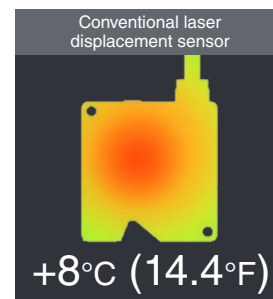 Conventional laser
displacement sensor
+8°C (14.4°F)